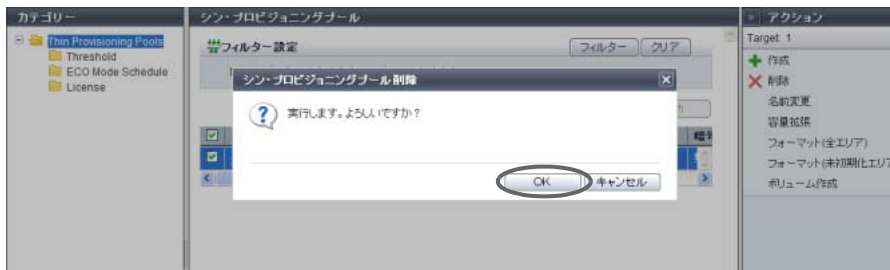 カテゴリー
Thin Provisioning Pools
Threshold
ECO Mode Schedule
License
シン・プロビジョニングプール
フィルター設定
フィルター
クリア
シン・プロビジョニングプール削除
実行します。よろしいですか?
OK
キャンセル
アクション
Target: 1
作成
削除
名前変更
容量拡張
フォーマット(全エリア)
フォーマット(未初期化エリア
ボリューム作成